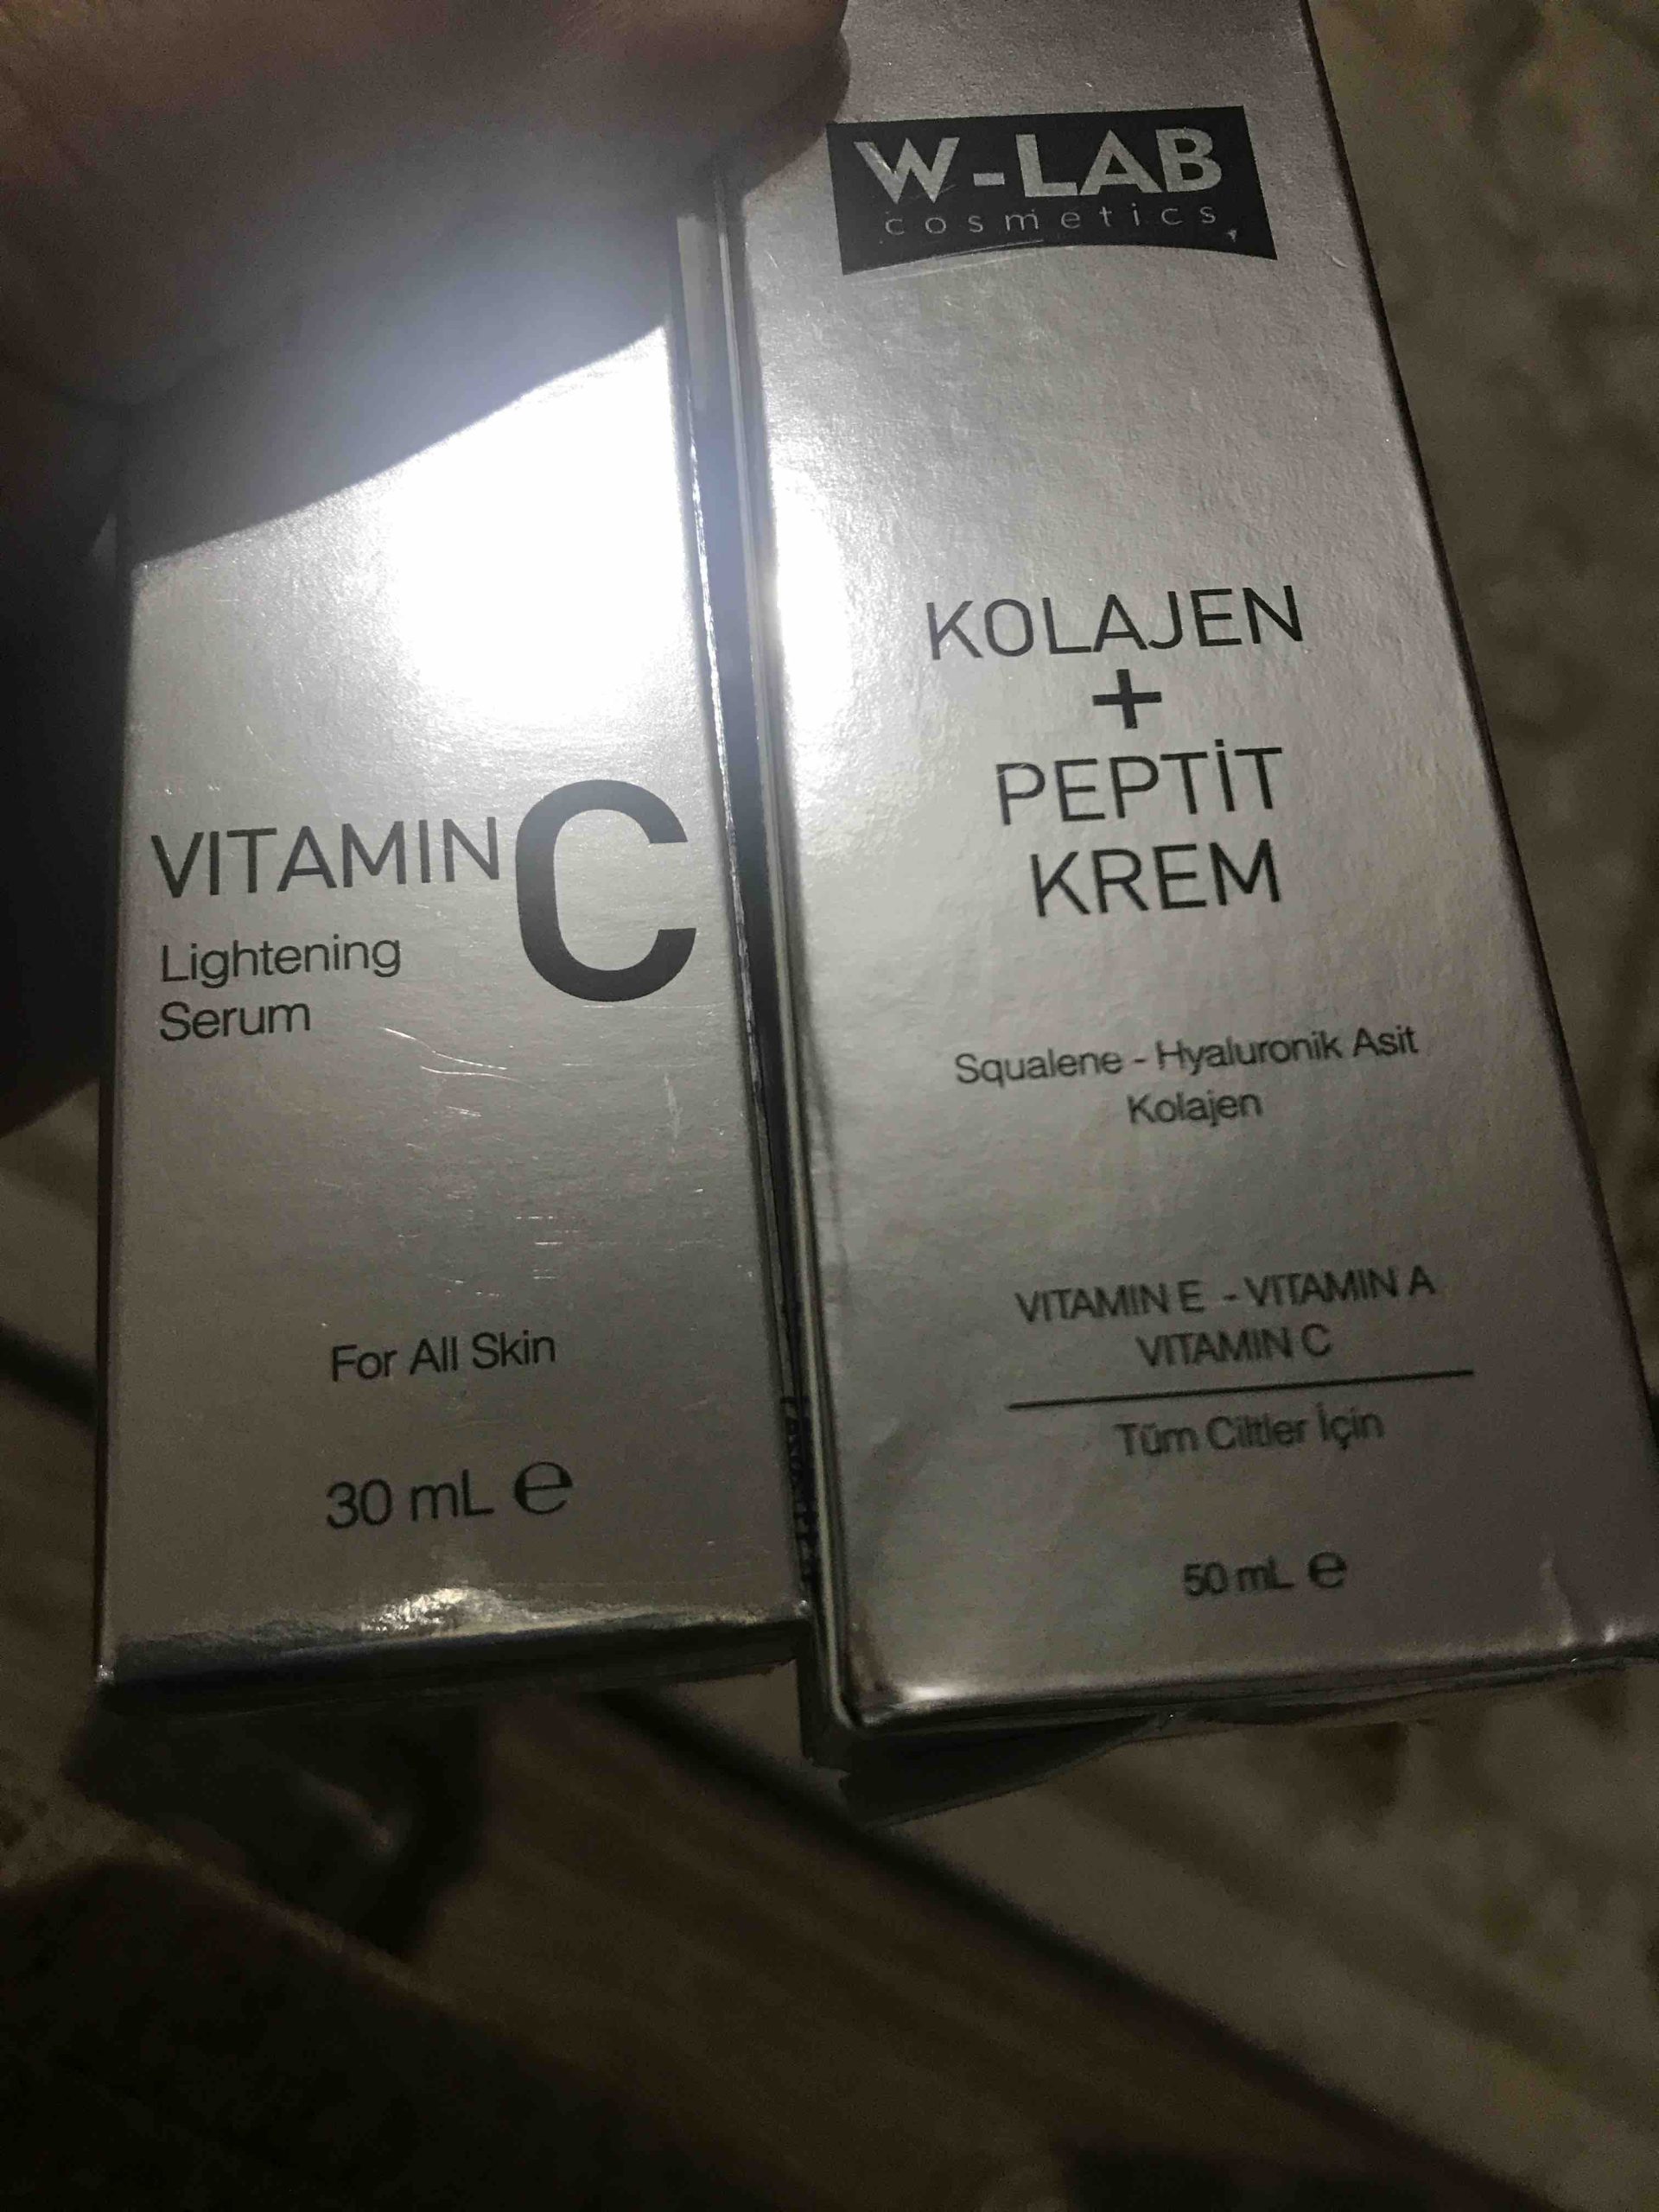 VITAMIN C
Lightening
Serum
For All Skin
30 mL ℮
W-LAB
cosmetics
KOLAJEN
+
PEPTİT
KREM
Squalene - Hyaluronik Asit
Kolajen
VITAMIN E - VITAMIN A
VITAMIN C
Tüm Ciltler İçin
50 mL ℮